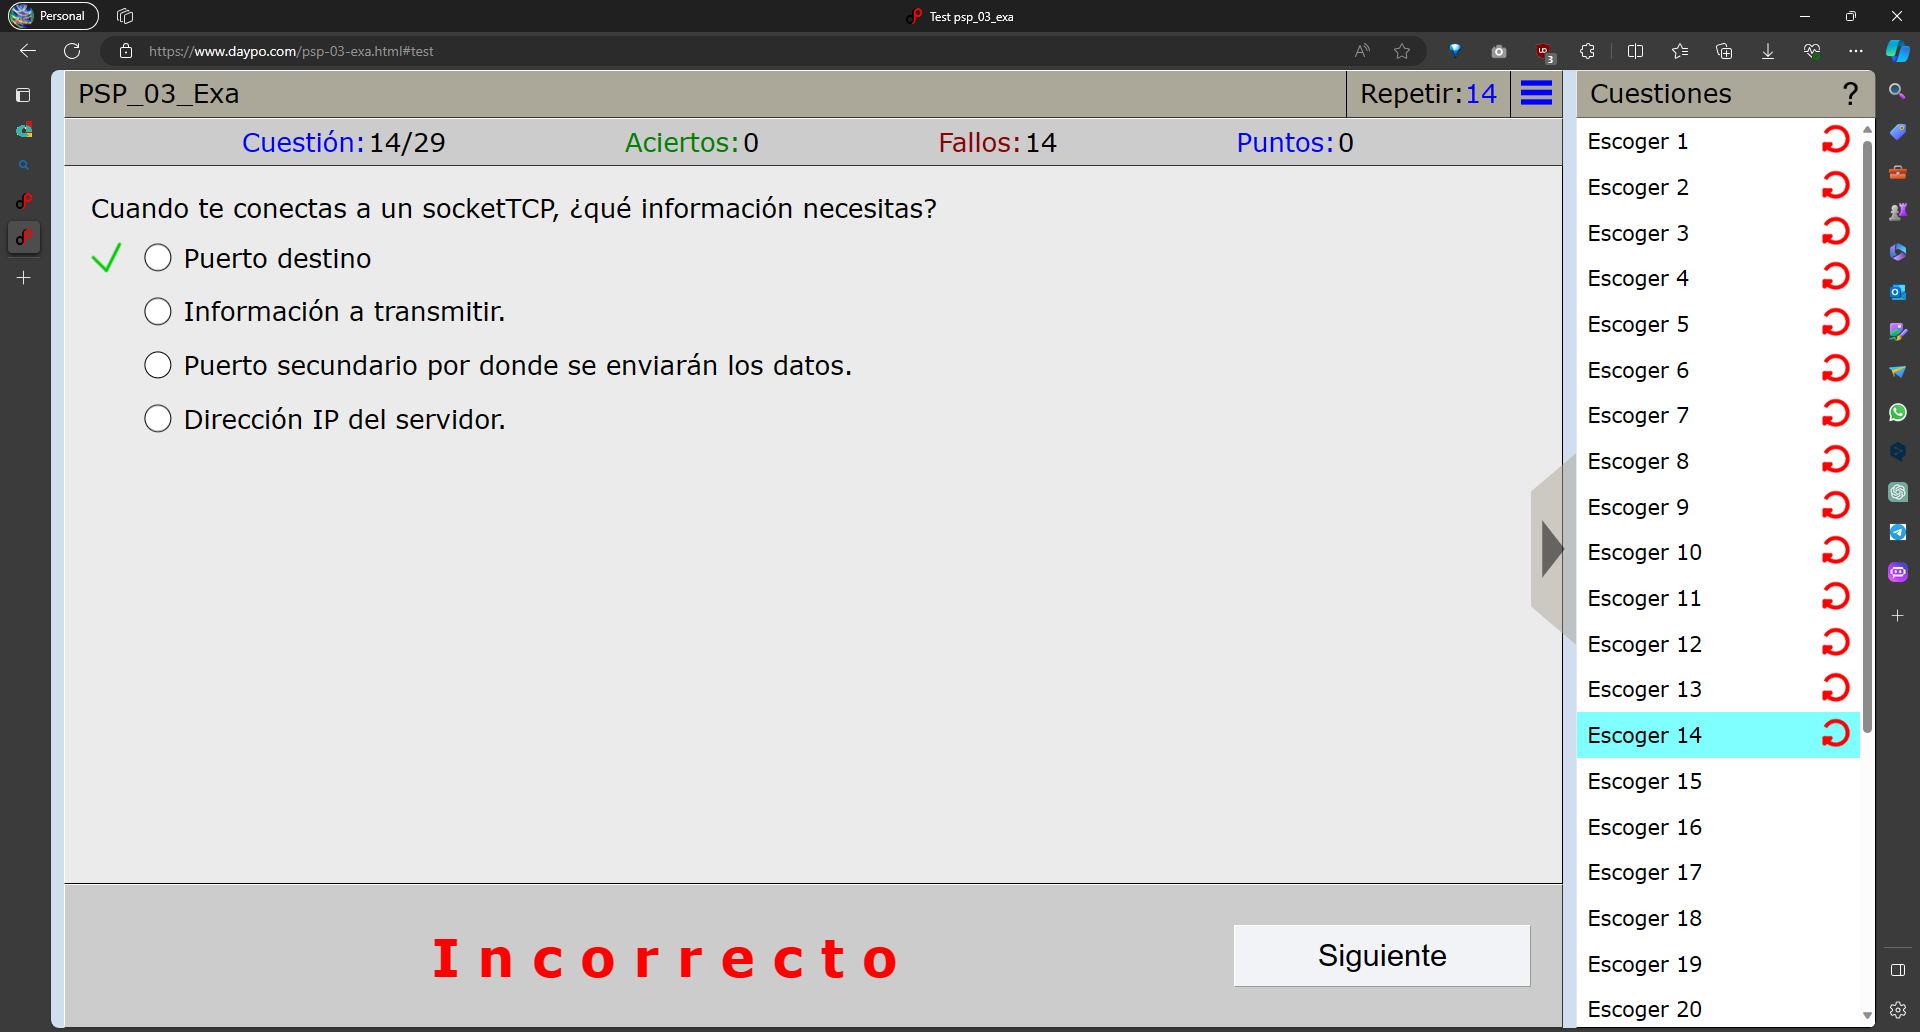 Personal
Test psp_03_exa
https://www.daypo.com/psp-03-exa.html#test
3
PSP_03_Exa
Repetir:14
Cuestión:14/29
Aciertos:0
Fallos:14
Puntos:0
Cuando te conectas a un socketTCP, ¿qué información necesitas?
Puerto destino
Información a transmitir.
Puerto secundario por donde se enviarán los datos.
Dirección IP del servidor.
Incorrecto
Siguiente
Cuestiones ?
Escoger 1
Escoger 2
Escoger 3
Escoger 4
Escoger 5
Escoger 6
Escoger 7
Escoger 8
Escoger 9
Escoger 10
Escoger 11
Escoger 12
Escoger 13
Escoger 14
Escoger 15
Escoger 16
Escoger 17
Escoger 18
Escoger 19
Escoger 20